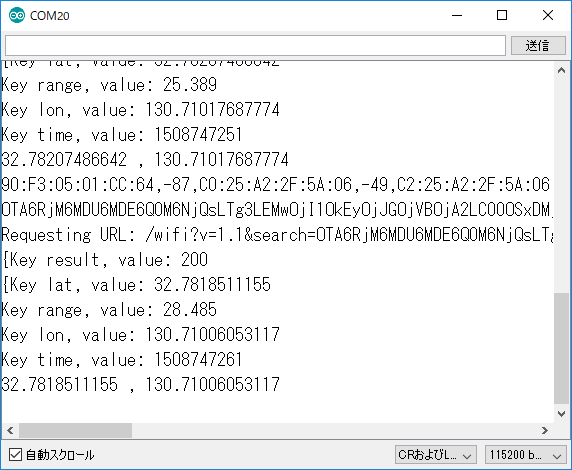 COM20
送信
Key range, value: 25.389
Key lon, value: 130.71017687774
Key time, value: 1508747251
32.78207486642 , 130.71017687774
90:F3:05:01:CC:64,-87,C0:25:A2:2F:5A:06,-49,C2:25:A2:2F:5A:06
OTA6RjM6MDU6MDE6Q0M6NjQsLTg3LEMwOjI1OkEyOjJGOjVBOjA2LC00OSxDM
Requesting URL: /wifi?v=1.1&search=OTA6RjM6MDU6MDE6Q0M6NjQsLTg
{Key result, value: 200
{Key lat, value: 32.7818511155
Key range, value: 28.485
Key lon, value: 130.71006053117
Key time, value: 1508747261
32.7818511155 , 130.71006053117
自動スクロール
CRおよびL...
115200 b...